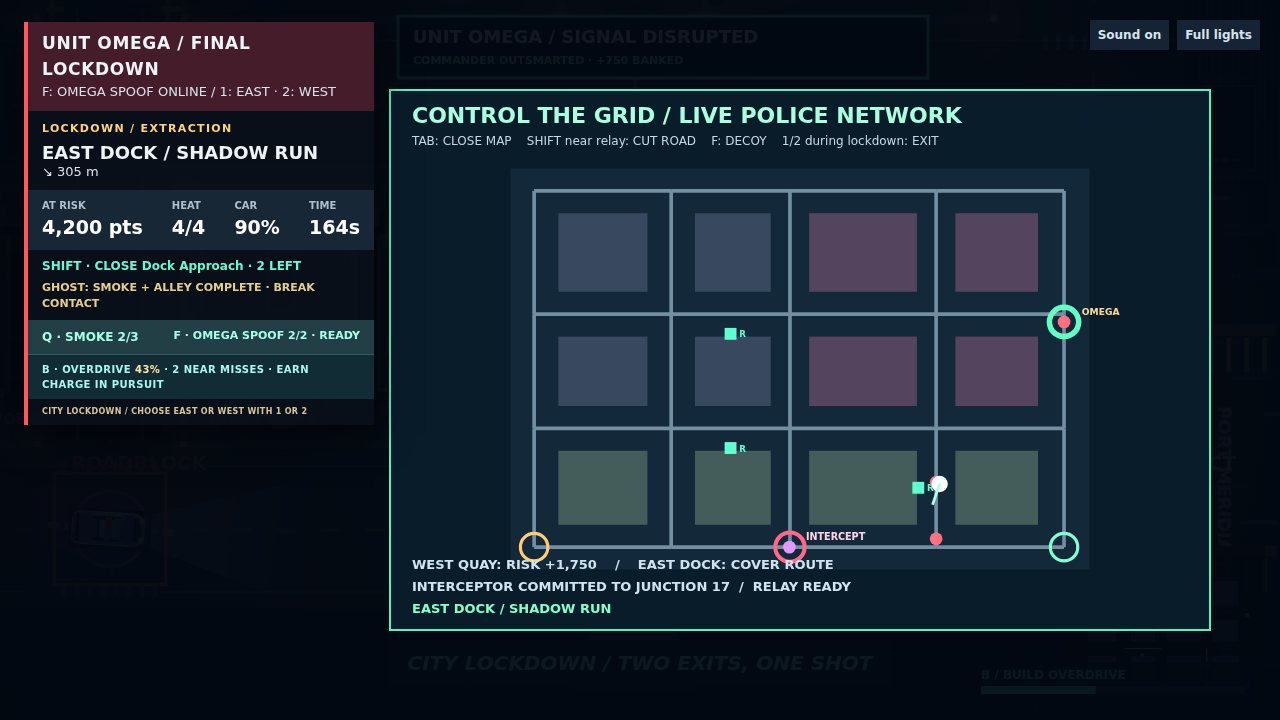 UNIT OMEGA / FINAL
LOCKDOWN
F: OMEGA SPOOF ONLINE / 1: EAST · 2: WEST
LOCKDOWN / EXTRACTION
EAST DOCK / SHADOW RUN
↘ 305 m
AT RISK HEAT CAR TIME
4,200 pts 4/4 90% 164s
SHIFT · CLOSE Dock Approach · 2 LEFT
GHOST: SMOKE + ALLEY COMPLETE · BREAK
CONTACT
Q · SMOKE 2/3 F · OMEGA SPOOF 2/2 · READY
B · OVERDRIVE 43% · 2 NEAR MISSES · EARN
CHARGE IN PURSUIT
CITY LOCKDOWN / CHOOSE EAST OR WEST WITH 1 OR 2
ROADBLOCK
UNIT OMEGA / SIGNAL DISRUPTED
COMMANDER OUTSMARTED · +750 BANKED
Sound on
Full lights
CONTROL THE GRID / LIVE POLICE NETWORK
TAB: CLOSE MAP SHIFT near relay: CUT ROAD F: DECOY 1/2 during lockdown: EXIT
OMEGA
R
R
R
INTERCEPT
WEST QUAY: RISK +1,750 / EAST DOCK: COVER ROUTE
INTERCEPTOR COMMITTED TO JUNCTION 17 / RELAY READY
EAST DOCK / SHADOW RUN
CITY LOCKDOWN / TWO EXITS, ONE SHOT
B / BUILD OVERDRIVE